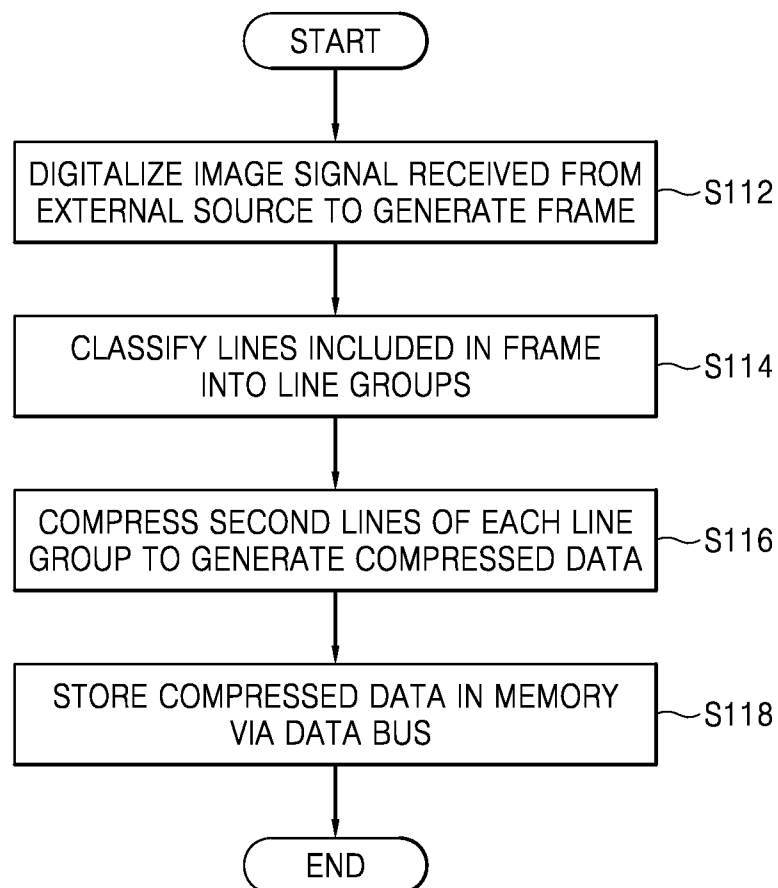 START
DIGITALIZE IMAGE SIGNAL RECEIVED FROM
EXTERNAL SOURCE TO GENERATE FRAME
S112
CLASSIFY LINES INCLUDED IN FRAME
INTO LINE GROUPS
S114
COMPRESS SECOND LINES OF EACH LINE
GROUP TO GENERATE COMPRESSED DATA
S116
STORE COMPRESSED DATA IN MEMORY
VIA DATA BUS
S118
END